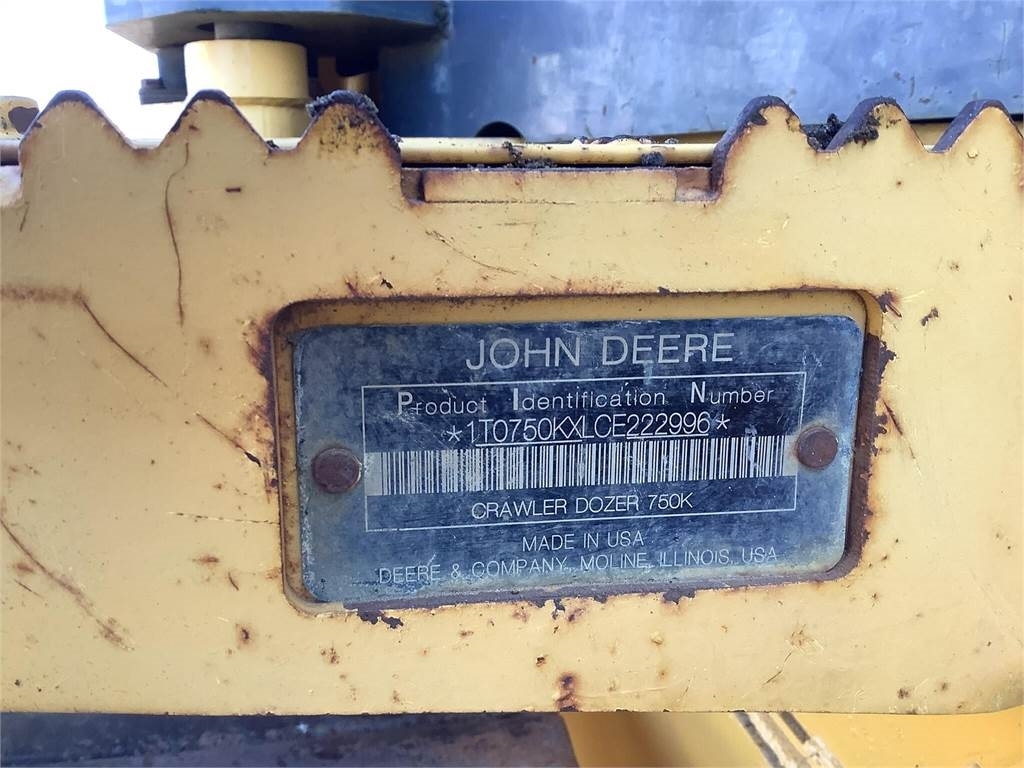 JOHN DEERE
Product Identification Number
*1T0750KXLCE222996*
CRAWLER DOZER 750K
MADE IN USA
DEERE & COMPANY, MOLINE, ILLINOIS, USA